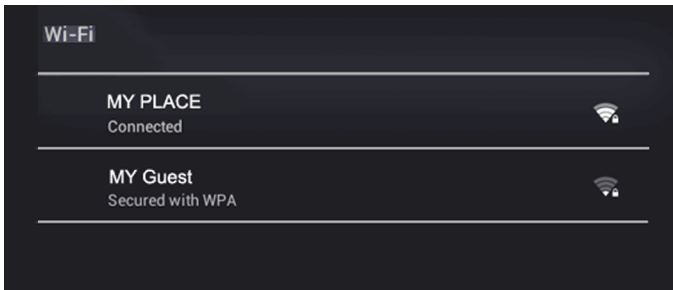 Wi-Fi
MY PLACE
Connected
MY Guest
Secured with WPA